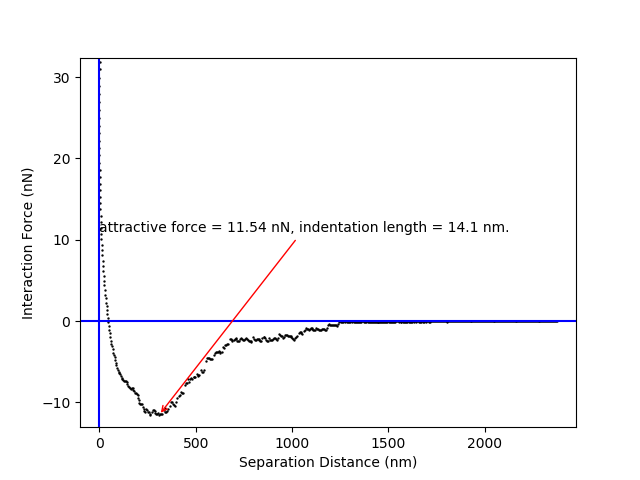 30
20
attractive force = 11.54 nN, indentation length = 14.1 nm.
10
0
−10
Interaction Force (nN)
0 500 1000 1500 2000
Separation Distance (nm)